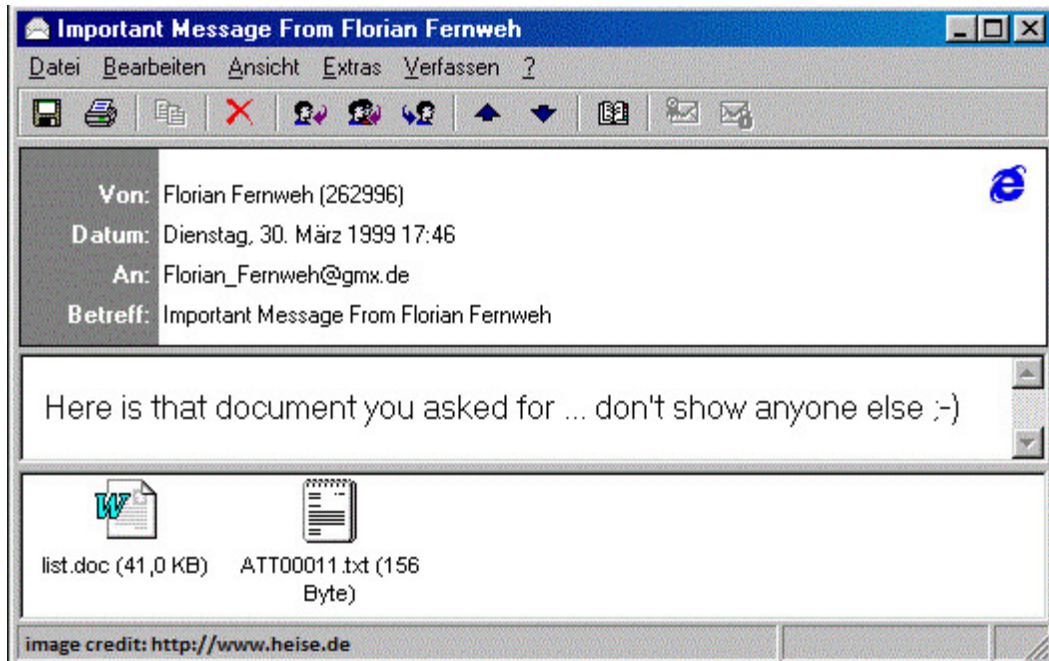 Important Message From Florian Fernweh
Datei Bearbeiten Ansicht Extras Verfassen ?
Von: Florian Fernweh (262996)
Datum: Dienstag, 30. März 1999 17:46
An: Florian_Fernweh@gmx.de
Betreff: Important Message From Florian Fernweh
Here is that document you asked for ... don't show anyone else ;-)
list.doc (41,0 KB) ATT00011.txt (156
Byte)
image credit: http://www.heise.de